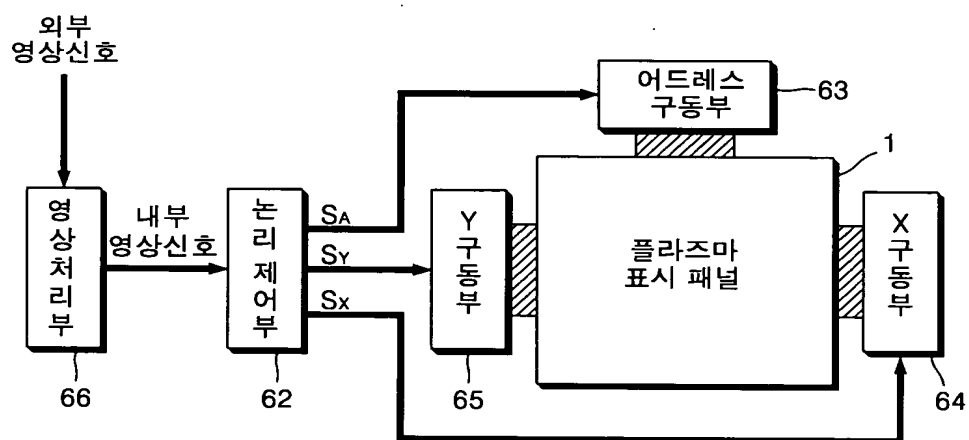 외부
영상신호
어드레스
구동부
63
1
영상처리부
내부
영상신호
논리 제어부
SA
SY
SX
Y 구동부
플라즈마
표시 패널
X 구동부
66
62
65
64